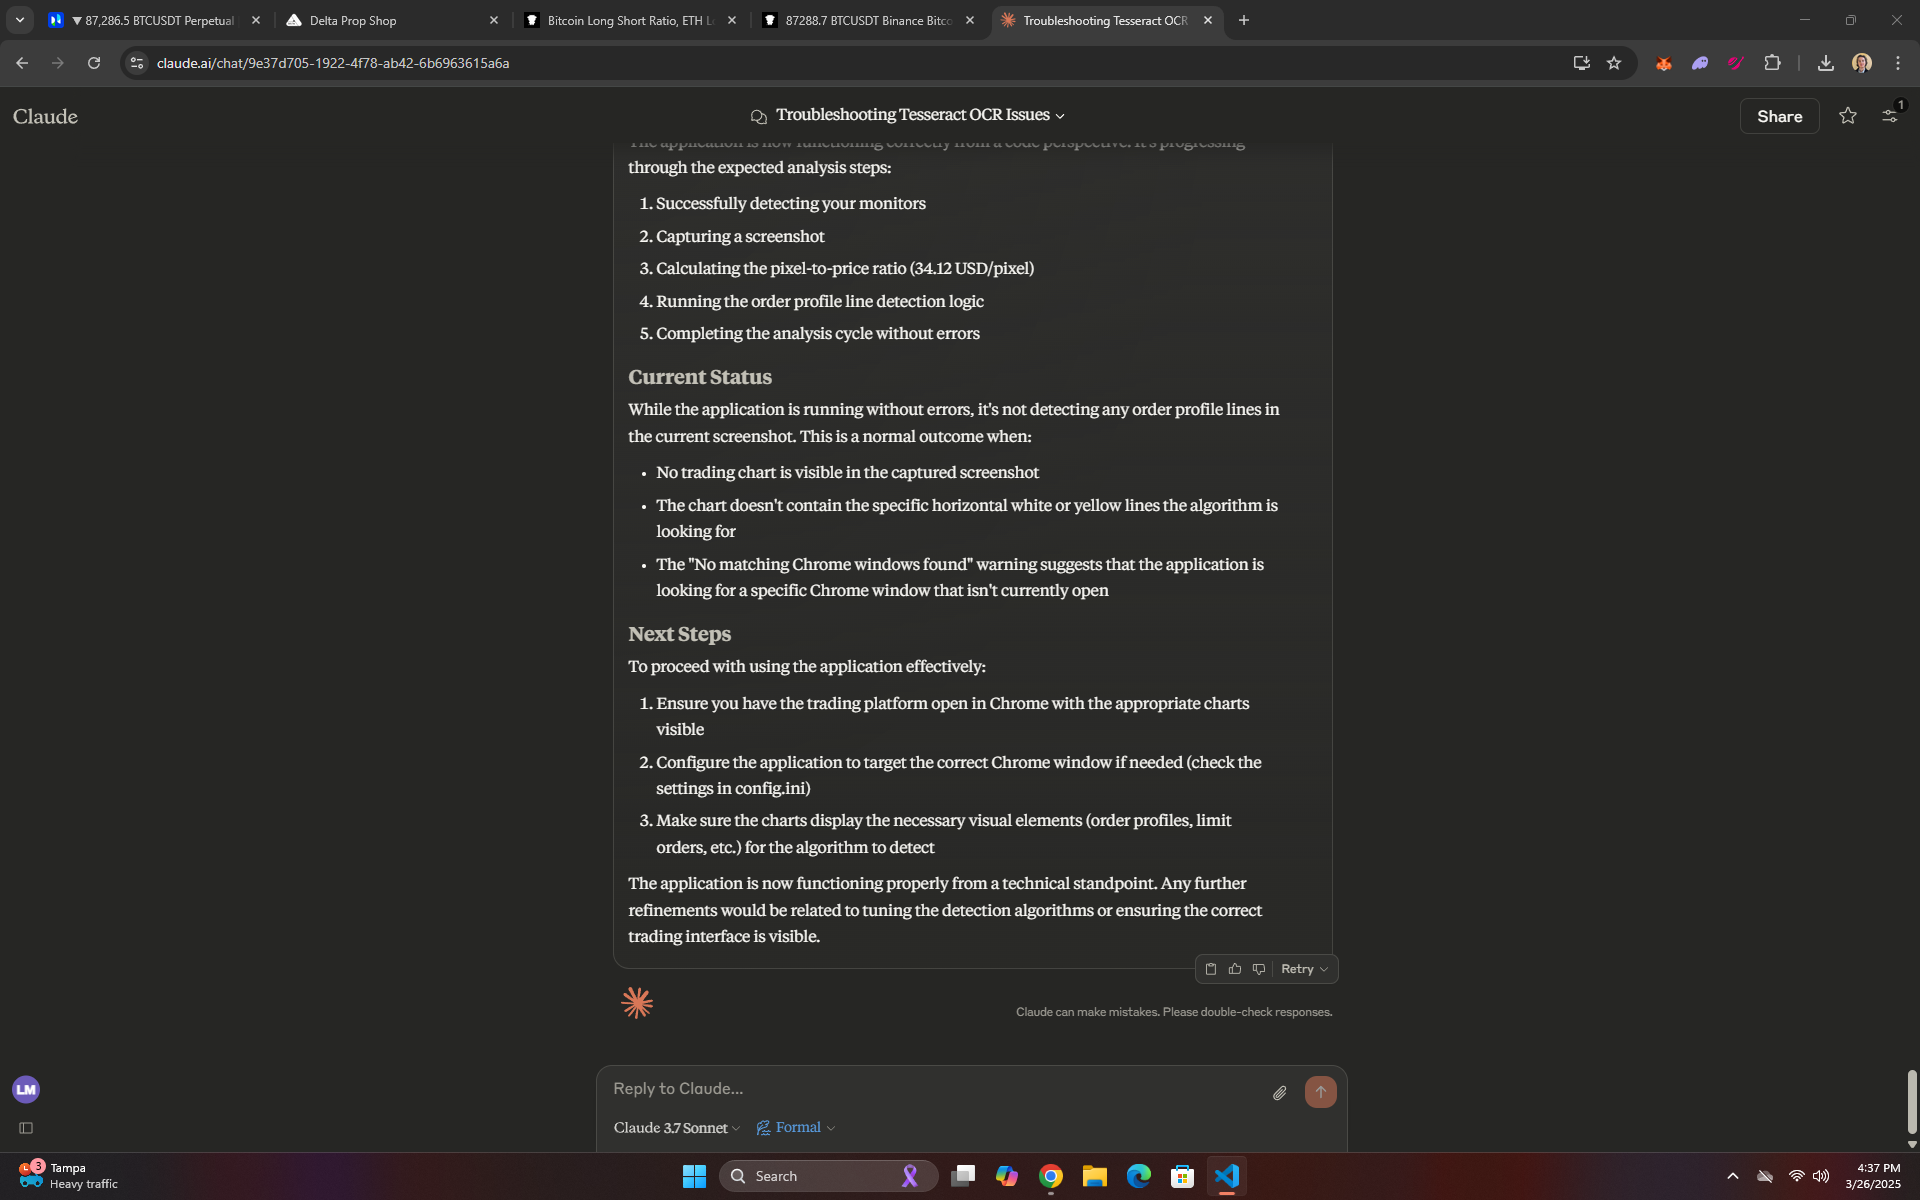 ▼ 87,286.5 BTCUSDT Perpetual
Delta Prop Shop
Bitcoin Long Short Ratio, ETH L
87288.7 BTCUSDT Binance Bitco
Troubleshooting Tesseract OCR
claude.ai/chat/9e37d705-1922-4f78-ab42-6b6963615a6a
Claude
Troubleshooting Tesseract OCR Issues
Share
1
The application is now functioning correctly from a code perspective. It's progressing
through the expected analysis steps:
1. Successfully detecting your monitors
2. Capturing a screenshot
3. Calculating the pixel-to-price ratio (34.12 USD/pixel)
4. Running the order profile line detection logic
5. Completing the analysis cycle without errors
Current Status
While the application is running without errors, it's not detecting any order profile lines in
the current screenshot. This is a normal outcome when:
• No trading chart is visible in the captured screenshot
• The chart doesn't contain the specific horizontal white or yellow lines the algorithm is
looking for
• The "No matching Chrome windows found" warning suggests that the application is
looking for a specific Chrome window that isn't currently open
Next Steps
To proceed with using the application effectively:
1. Ensure you have the trading platform open in Chrome with the appropriate charts
visible
2. Configure the application to target the correct Chrome window if needed (check the
settings in config.ini)
3. Make sure the charts display the necessary visual elements (order profiles, limit
orders, etc.) for the algorithm to detect
The application is now functioning properly from a technical standpoint. Any further
refinements would be related to tuning the detection algorithms or ensuring the correct
trading interface is visible.
Retry
Claude can make mistakes. Please double-check responses.
LM
Reply to Claude...
Claude 3.7 Sonnet
Formal
3
Tampa
Heavy traffic
Search
4:37 PM
3/26/2025